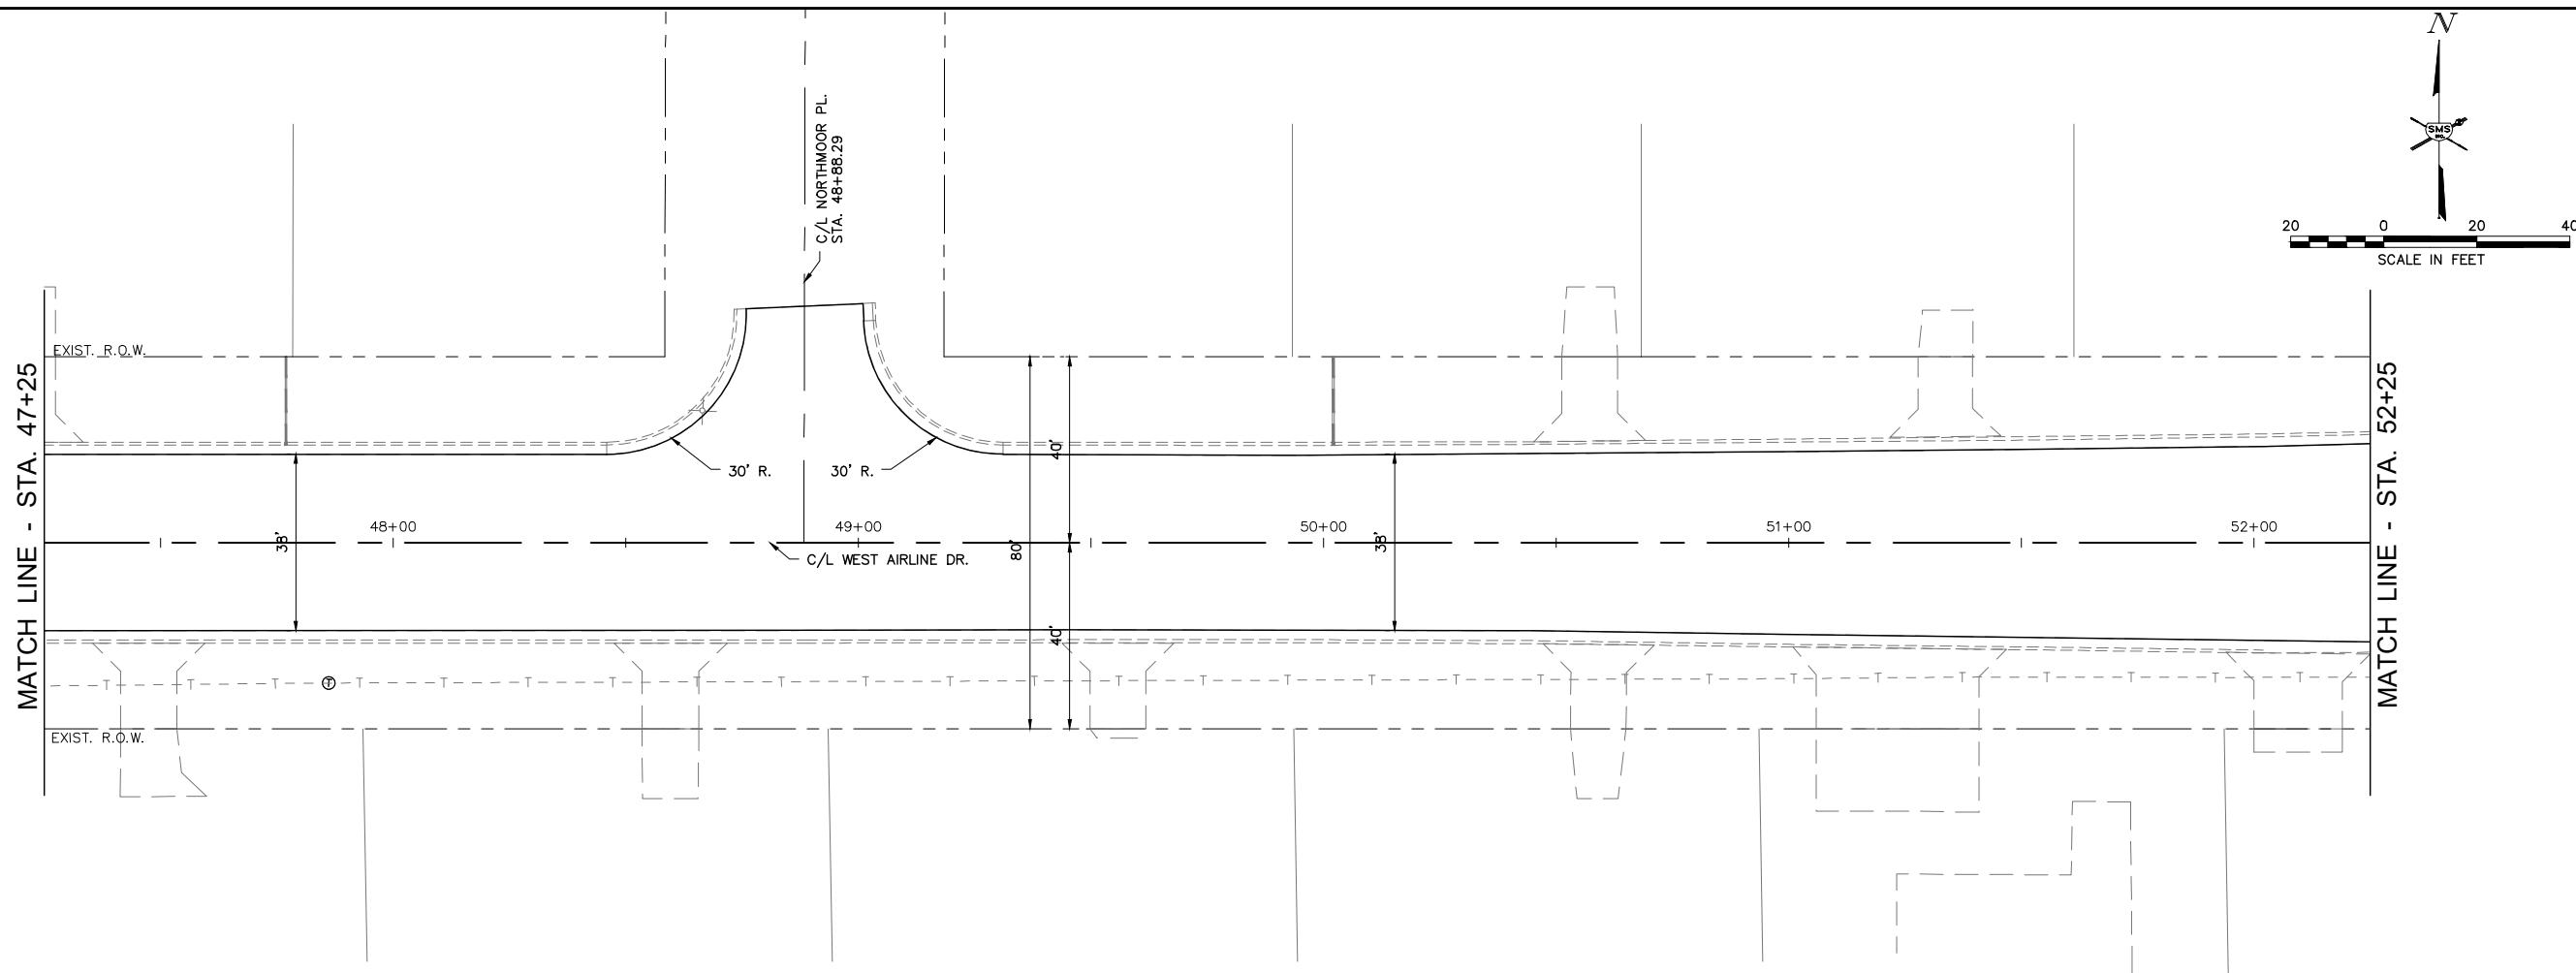 N
SMS
INC.
20 0 20 40
SCALE IN FEET
C/L NORTHMOOR PL.
STA. 48+88.29
EXIST. R.O.W.
MATCH LINE - STA. 47+25
MATCH LINE - STA. 52+25
30' R.
30' R.
40'
48+00
49+00
50+00
51+00
52+00
38'
80'
38'
C/L WEST AIRLINE DR.
40'
T
EXIST. R.O.W.